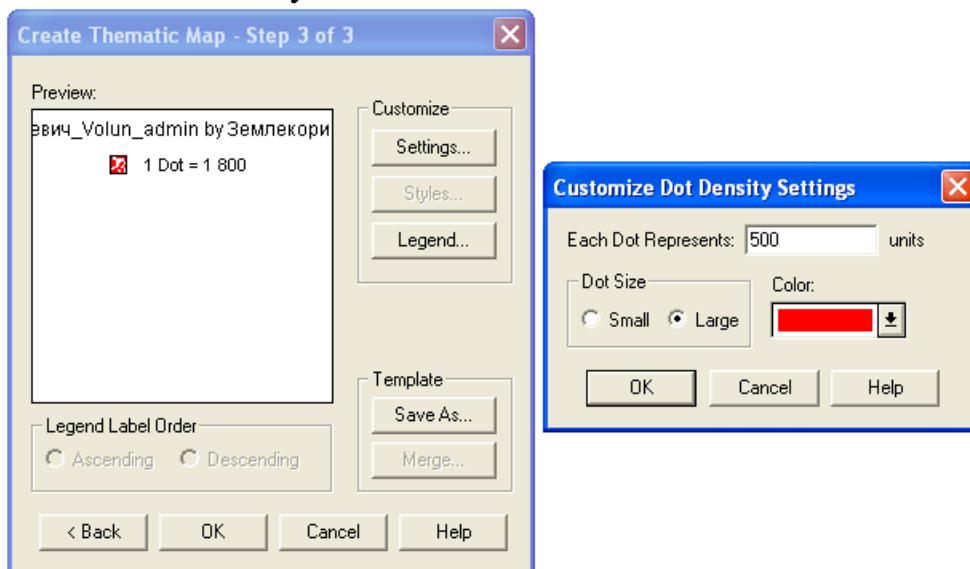 Create Thematic Map - Step 3 of 3
Preview:
евич_Volun_admin by Землекори
1 Dot = 1 800
Customize
Settings...
Styles...
Legend...
Template
Save As...
Merge...
Legend Label Order
Ascending Descending
< Back OK Cancel Help
Customize Dot Density Settings
Each Dot Represents: 500 units
Dot Size
Small Large
Color:
OK Cancel Help